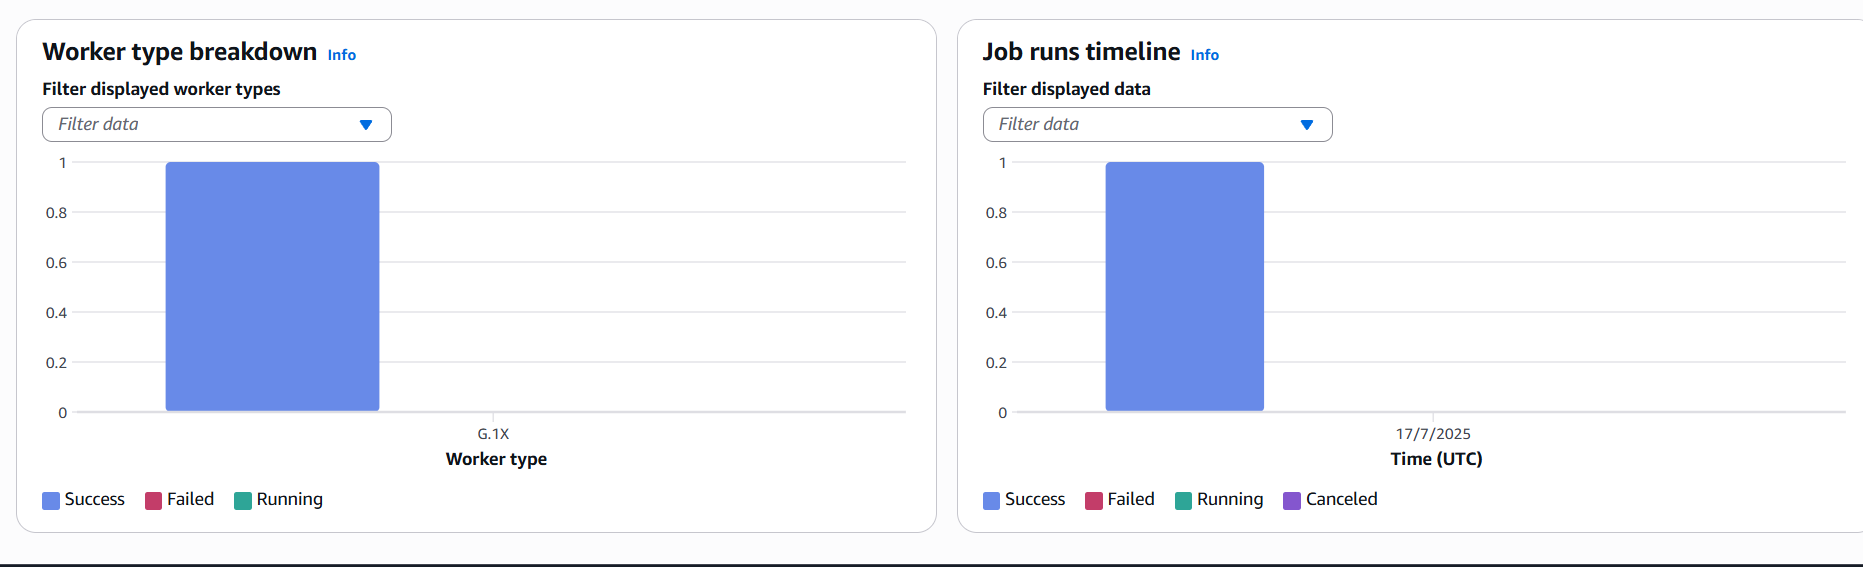 Worker type breakdown Info
Filter displayed worker types
Filter data
1
0.8
0.6
0.4
0.2
0
G.1X
Worker type
Success Failed Running
Job runs timeline Info
Filter displayed data
Filter data
1
0.8
0.6
0.4
0.2
0
17/7/2025
Time (UTC)
Success Failed Running Canceled